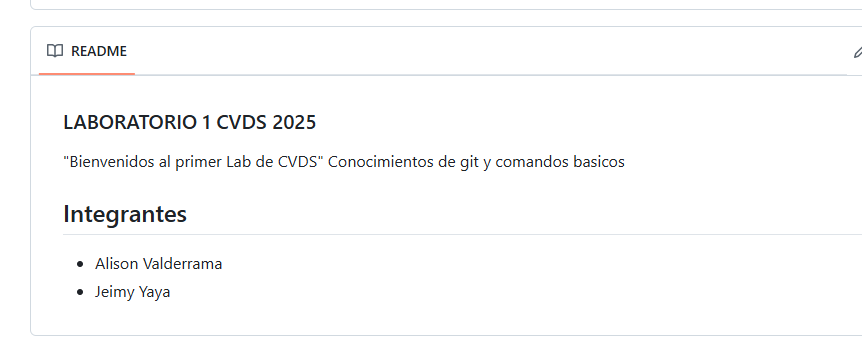 README
LABORATORIO 1 CVDS 2025
"Bienvenidos al primer Lab de CVDS" Conocimientos de git y comandos basicos
Integrantes
Alison Valderrama
Jeimy Yaya